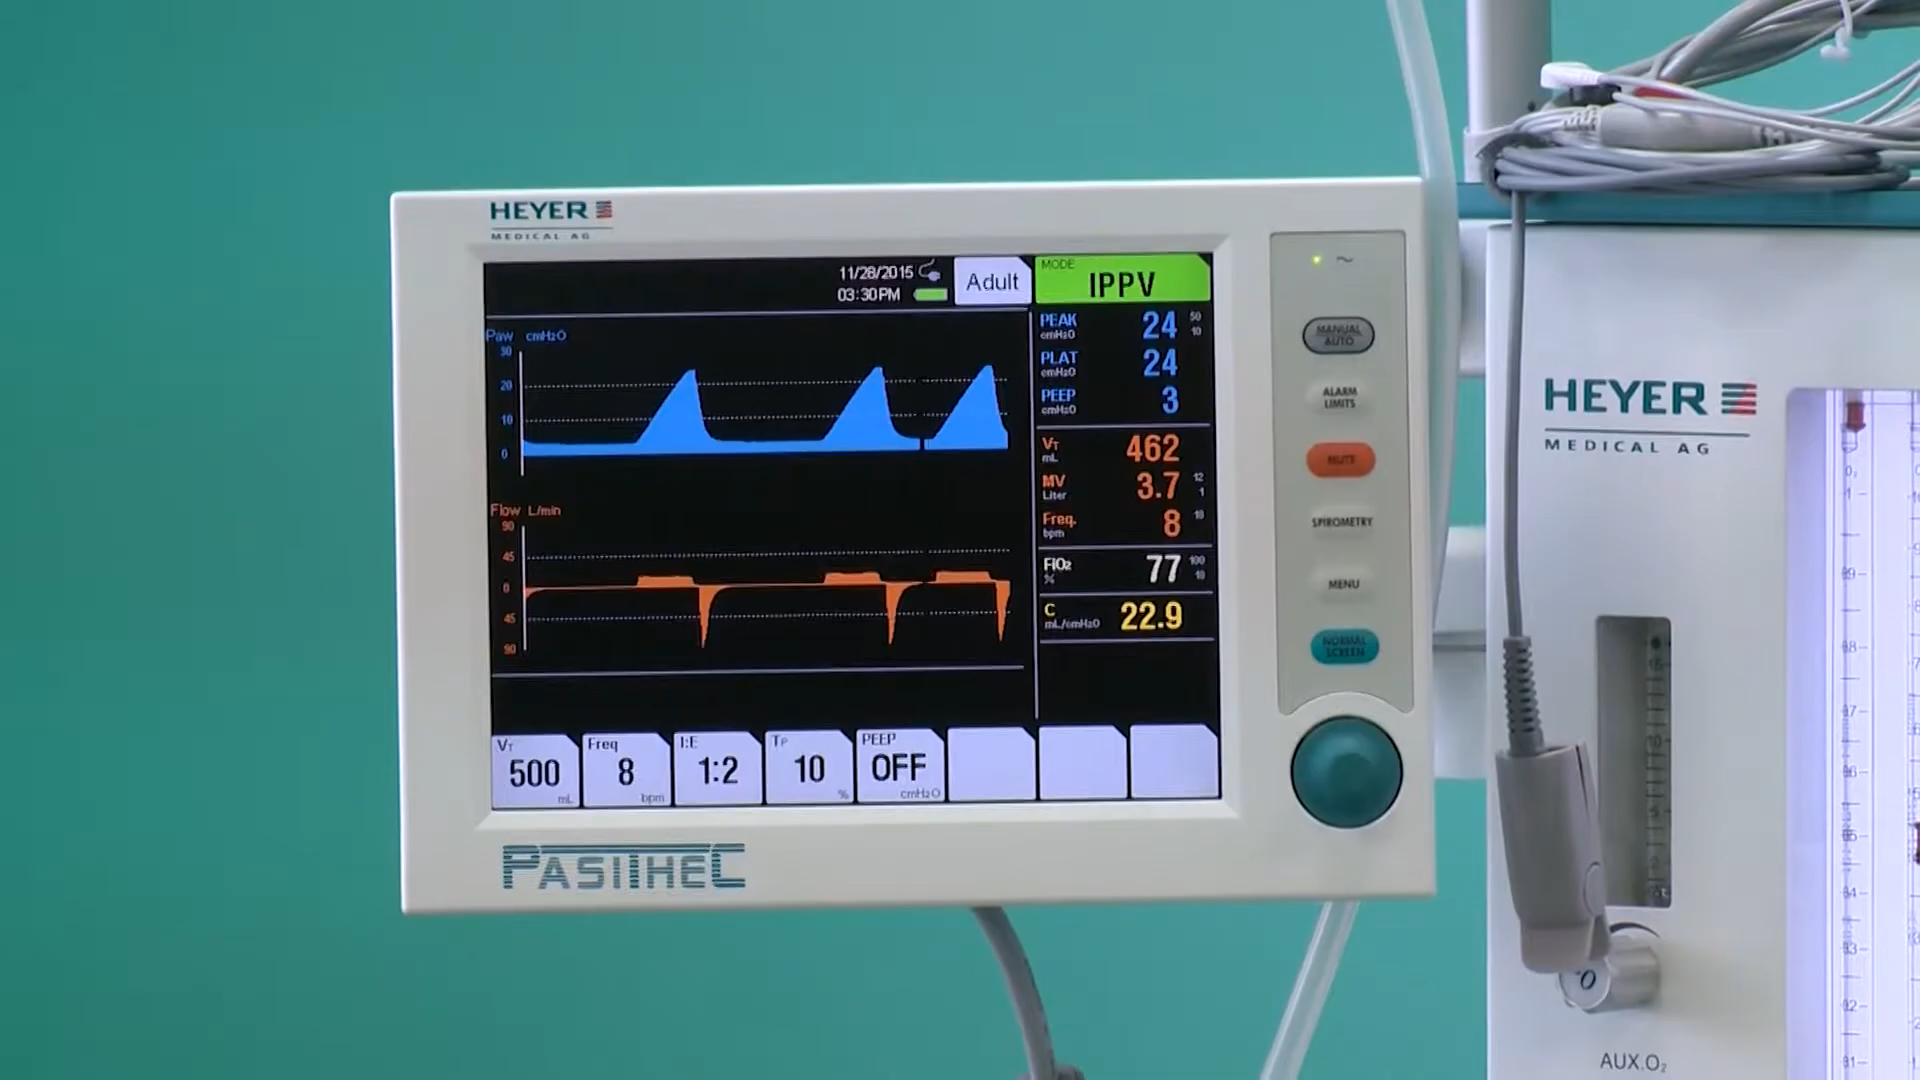 HEYER
MEDICAL AG
11/28/2015
03:30PM
Adult
MODE
IPPV
Paw cmH2O
30
20
10
0
Flow L/min
90
45
0
45
90
PEAK 24 50
cmH2O 10
PLAT 24
cmH2O
PEEP 3
cmH2O
VT 462
mL
MV 3.7 12
Liter 1
Freq. 8 18
bpm
FiO2 77 100
% 18
C 22.9
mL/cmH2O
VT
500
mL
Freq
8
bpm
I:E
1:2
TP
10
%
PEEP
OFF
cmH2O
PASITHEC
MANUAL
AUTO
ALARM
LIMITS
MUTE
SPIROMETRY
MENU
NORMAL
SCREEN
HEYER
MEDICAL AG
AUX.O2